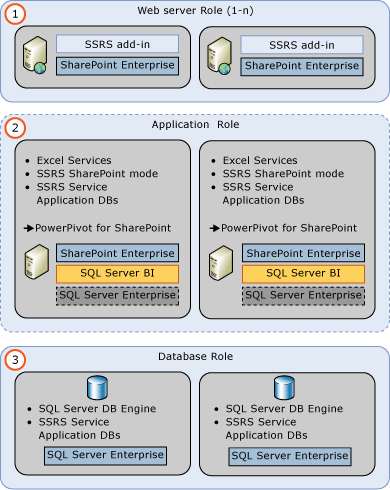 1
Web server Role (1-n)
SSRS add-in
SharePoint Enterprise
SSRS add-in
SharePoint Enterprise
2
Application Role
• Excel Services
• SSRS SharePoint mode
• SSRS Service
Application DBs
➔PowerPivot for SharePoint
SharePoint Enterprise
SQL Server BI
SQL Server Enterprise
• Excel Services
• SSRS SharePoint mode
• SSRS Service
Application DBs
➔PowerPivot for SharePoint
SharePoint Enterprise
SQL Server BI
SQL Server Enterprise
3
Database Role
• SQL Server DB Engine
• SSRS Service
Application DBs
SQL Server Enterprise
• SQL Server DB Engine
• SSRS Service
Application DBs
SQL Server Enterprise